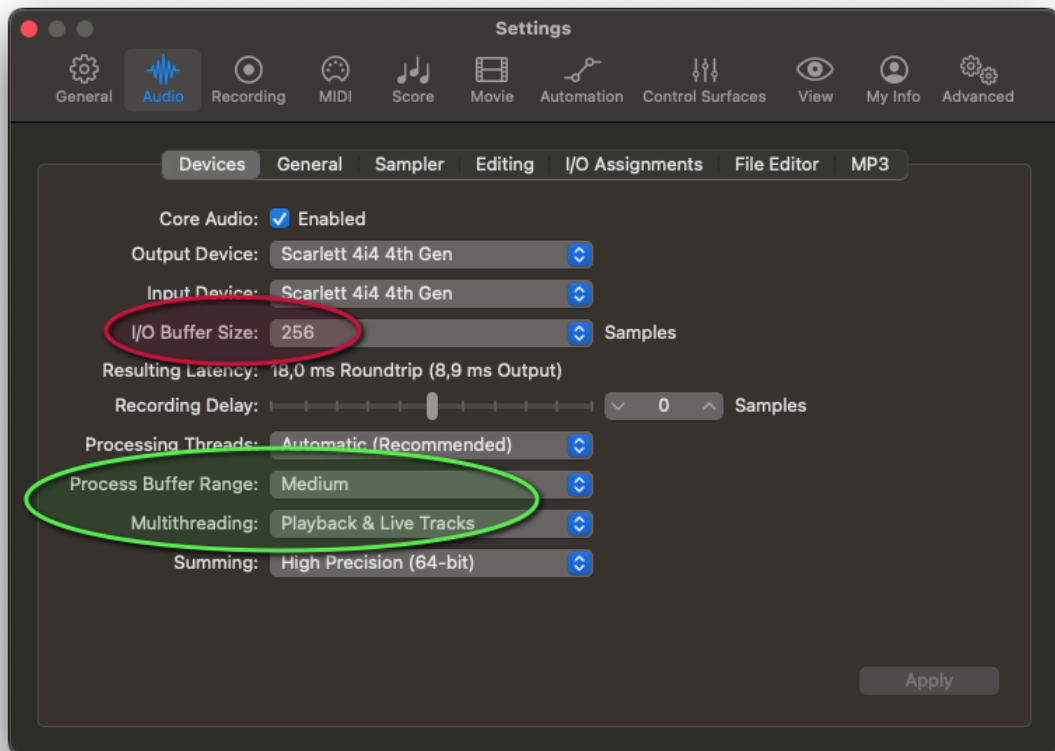 Settings
General Audio Recording MIDI Score Movie Automation Control Surfaces View My Info Advanced
Devices General Sampler Editing I/O Assignments File Editor MP3
Core Audio: Enabled
Output Device: Scarlett 4i4 4th Gen
Input Device: Scarlett 4i4 4th Gen
I/O Buffer Size: 256 Samples
Resulting Latency: 18,0 ms Roundtrip (8,9 ms Output)
Recording Delay: 0 Samples
Processing Threads: Automatic (Recommended)
Process Buffer Range: Medium
Multithreading: Playback & Live Tracks
Summing: High Precision (64-bit)
Apply